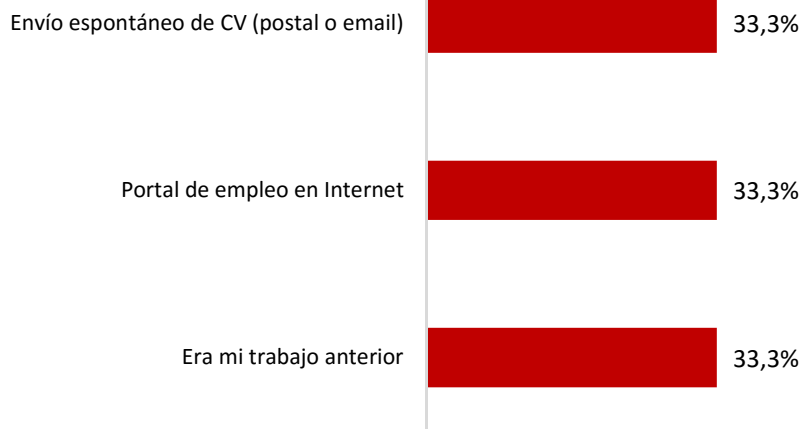 Envío espontáneo de CV (postal o email) 33,3%
Portal de empleo en Internet 33,3%
Era mi trabajo anterior 33,3%